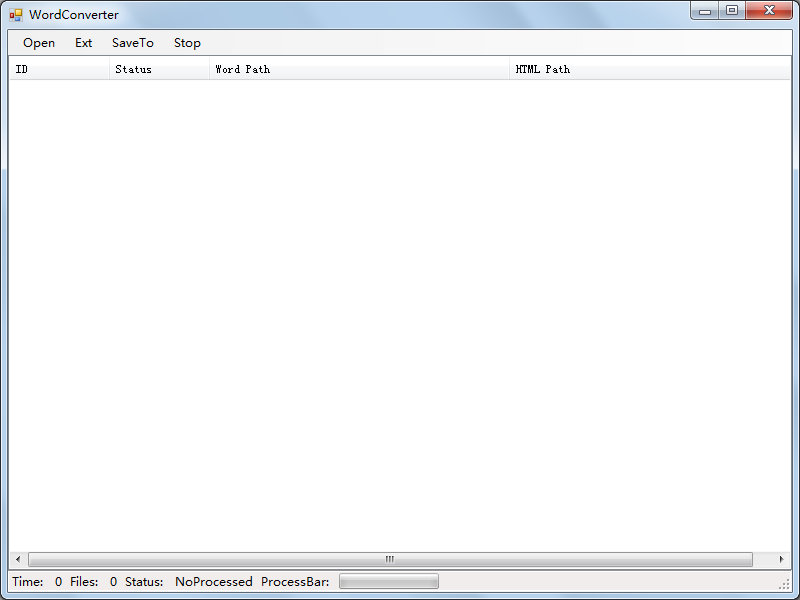 WordConverter
Open Ext SaveTo Stop
ID Status Word Path HTML Path
Time: 0 Files: 0 Status: NoProcessed ProcessBar: